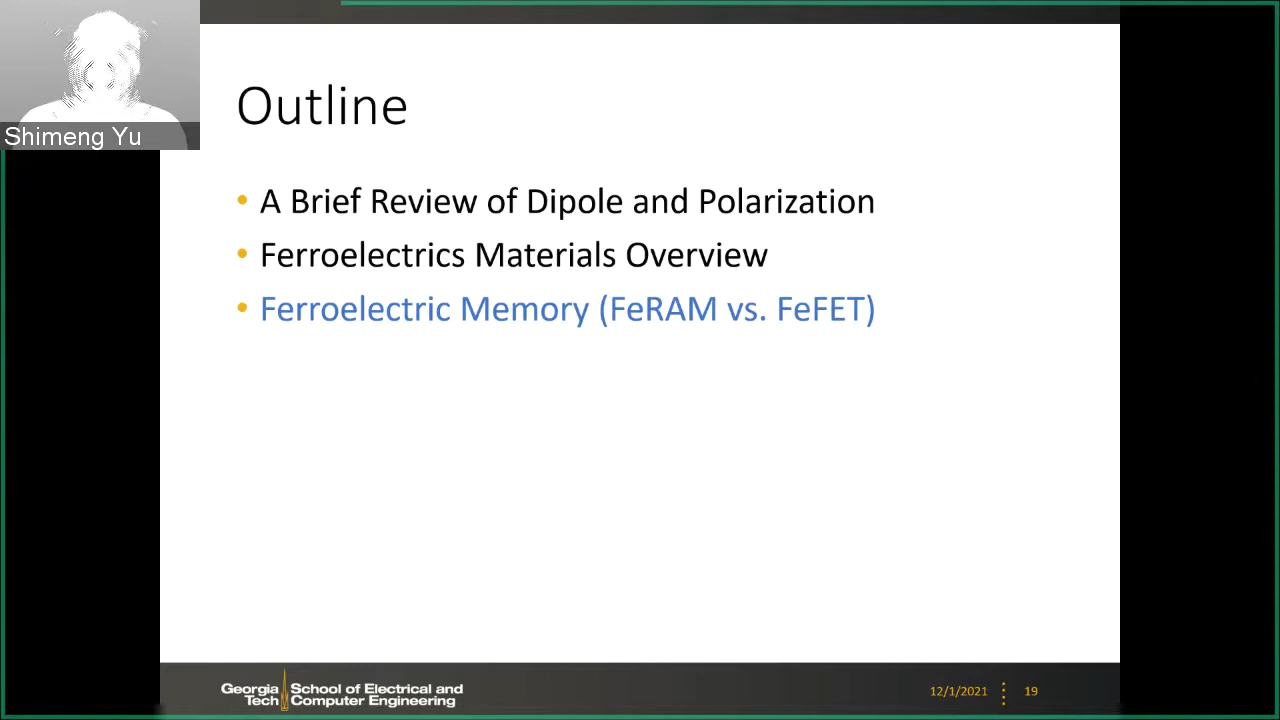 Shimeng Yu
Outline
• A Brief Review of Dipole and Polarization
• Ferroelectrics Materials Overview
• Ferroelectric Memory (FeRAM vs. FeFET)
Georgia Tech School of Electrical and
Computer Engineering
12/1/2021 19